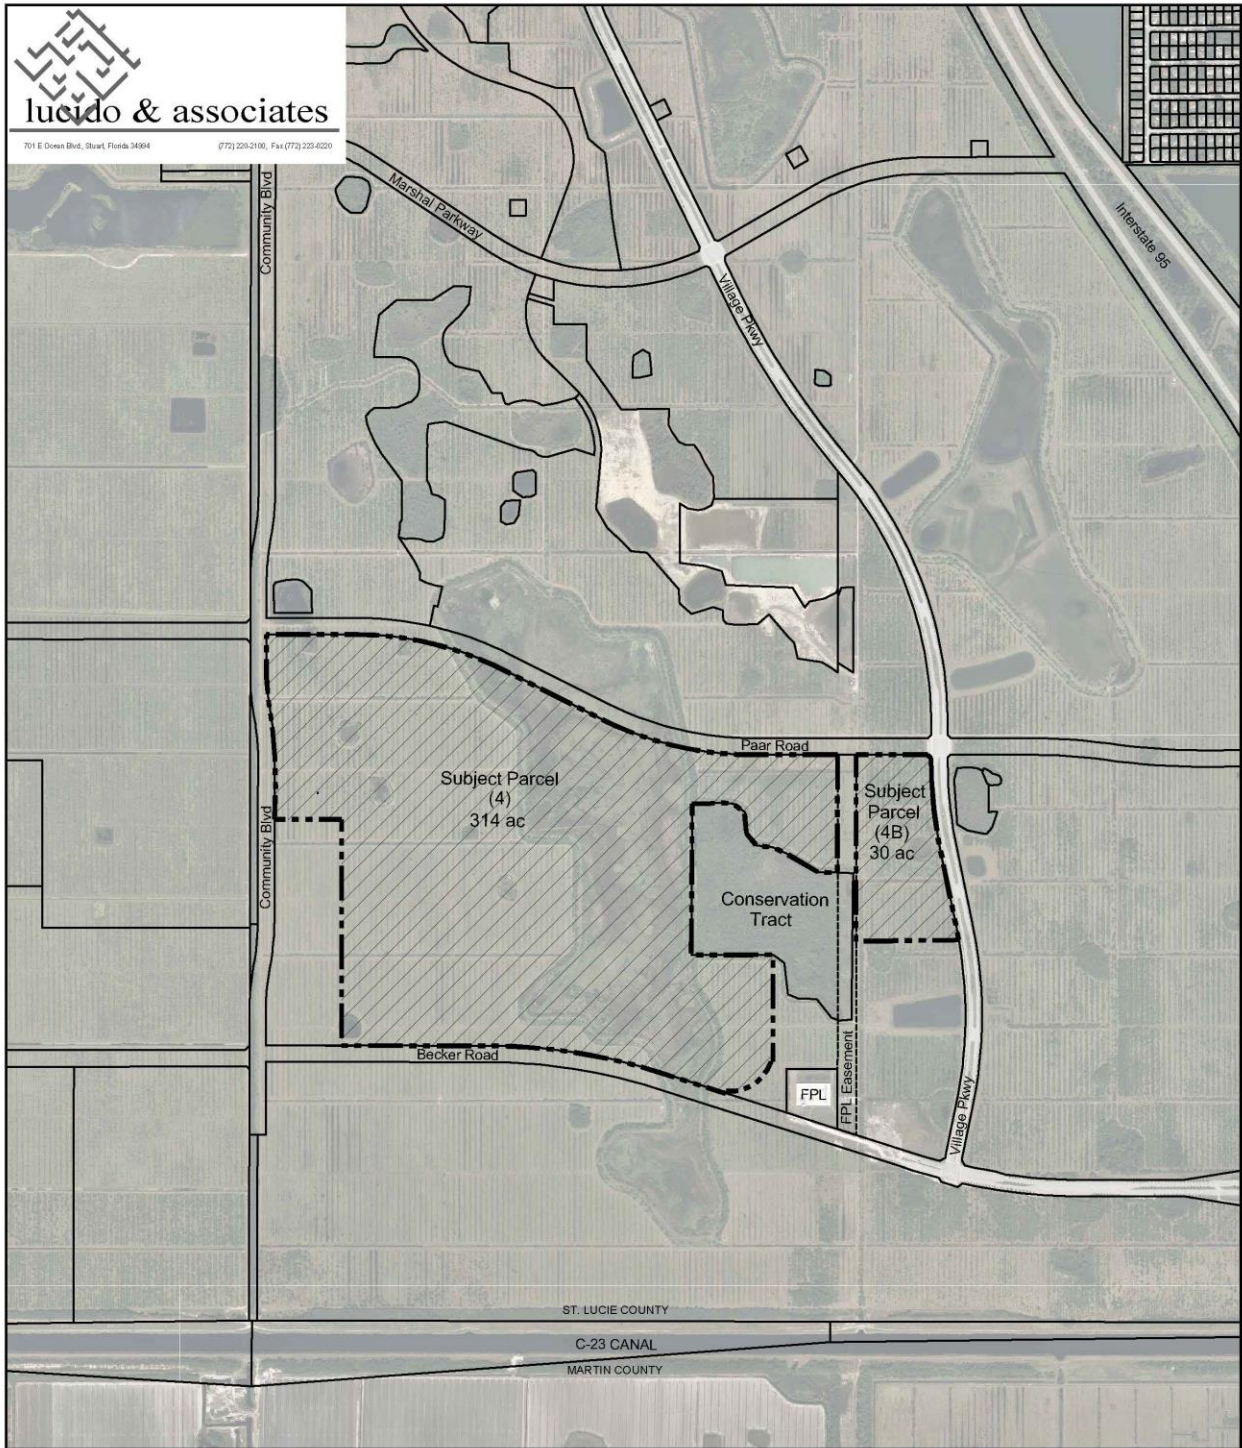 lucido & associates
701 E Ocean Blvd., Stuart, Florida 34994 (772) 220-2100, Fax (772) 223-0220
Community Blvd
Marshal Parkway
Interstate 95
Village Pkwy
Paar Road
Subject Parcel
(4)
314 ac
Subject
Parcel
(4B)
30 ac
Community Blvd
Conservation
Tract
Becker Road
FPL
FPL Easement
Village Pkwy
ST. LUCIE COUNTY
C-23 CANAL
MARTIN COUNTY